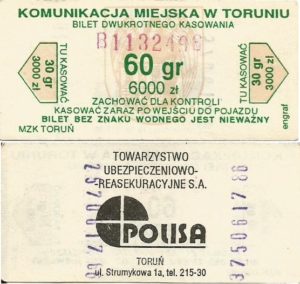 KOMUNIKACJA MIEJSKA W TORUNIU
BILET DWUKROTNEGO KASOWANIA
B1132496
TU KASOWAĆ
30 gr
3000 zł
60 gr
6000 zł
TU KASOWAĆ
30 gr
3000 zł
ZACHOWAĆ DLA KONTROLI
KASOWAĆ ZARAZ PO WEJŚCIU DO POJAZDU
BILET BEZ ZNAKU WODNEGO JEST NIEWAŻNY
MZK TORUŃ
engraf
TOWARZYSTWO
UBEZPIECZENIOWO-
-REASEKURACYJNE S.A.
POLISA
TORUŃ
ul. Strumykowa 1a, tel. 215-30